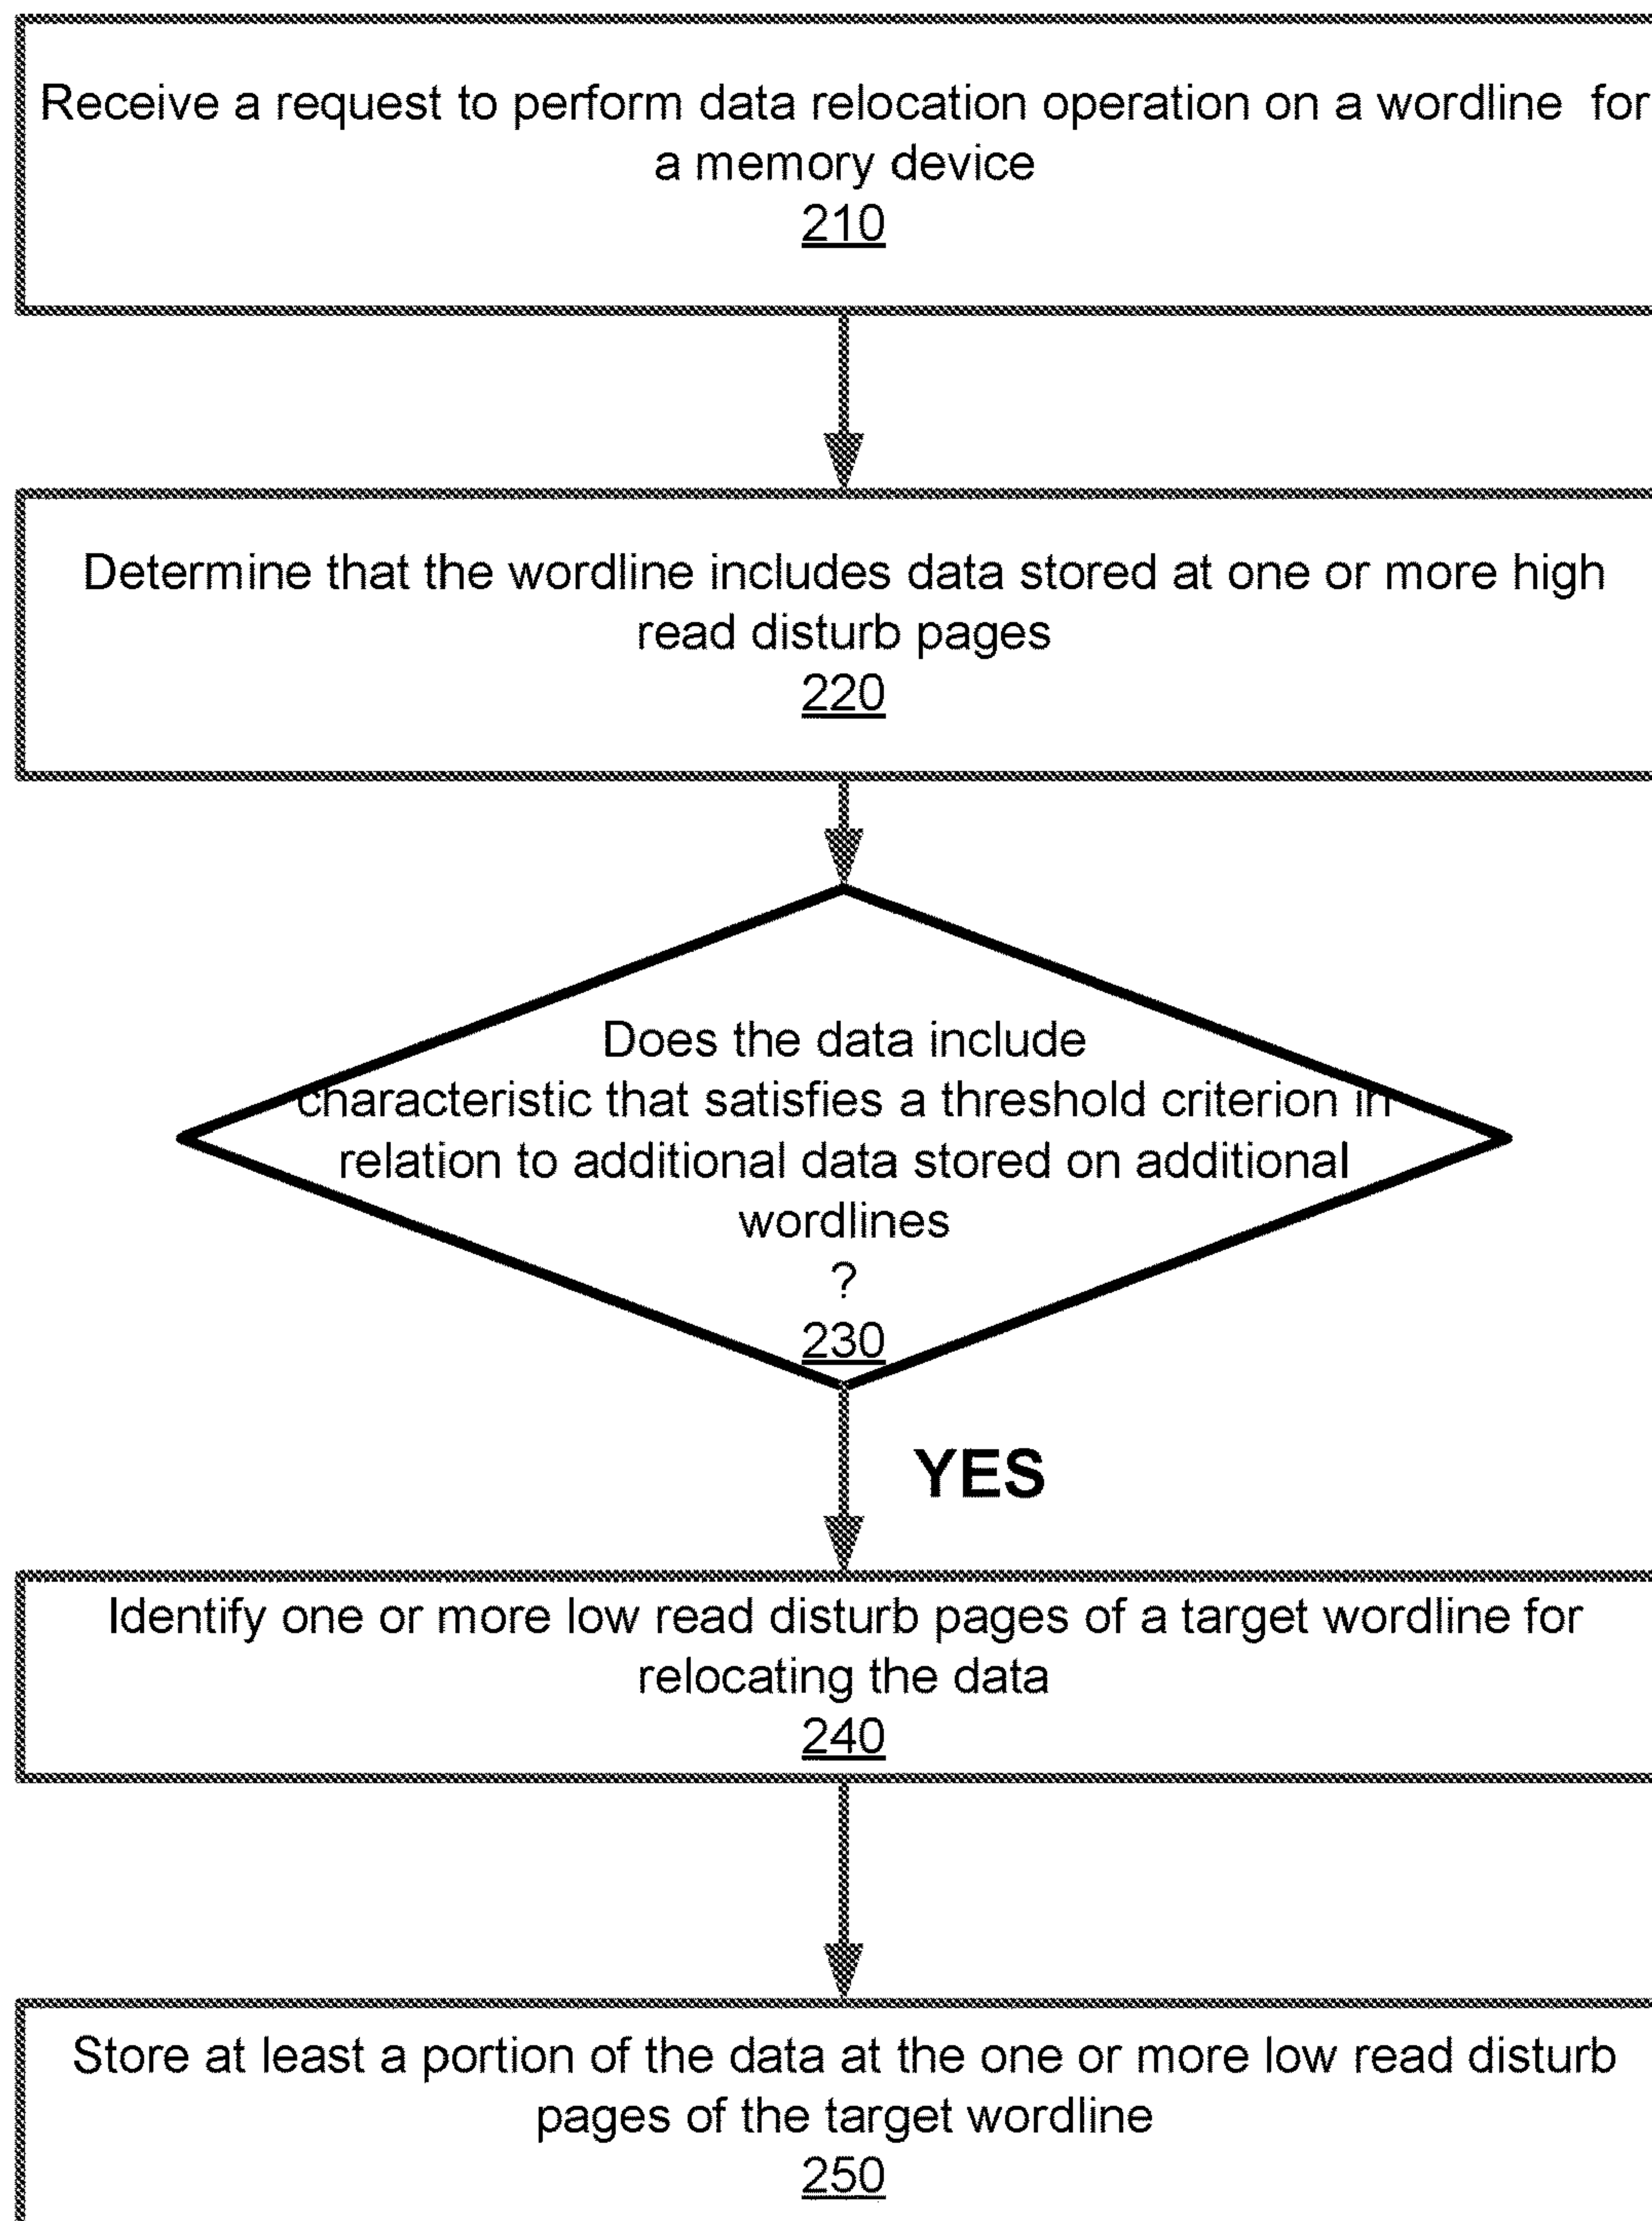 Receive a request to perform data relocation operation on a wordline for
a memory device
210
Determine that the wordline includes data stored at one or more high
read disturb pages
220
Does the data include
characteristic that satisfies a threshold criterion in
relation to additional data stored on additional
wordlines
?
230
YES
Identify one or more low read disturb pages of a target wordline for
relocating the data
240
Store at least a portion of the data at the one or more low read disturb
pages of the target wordline
250